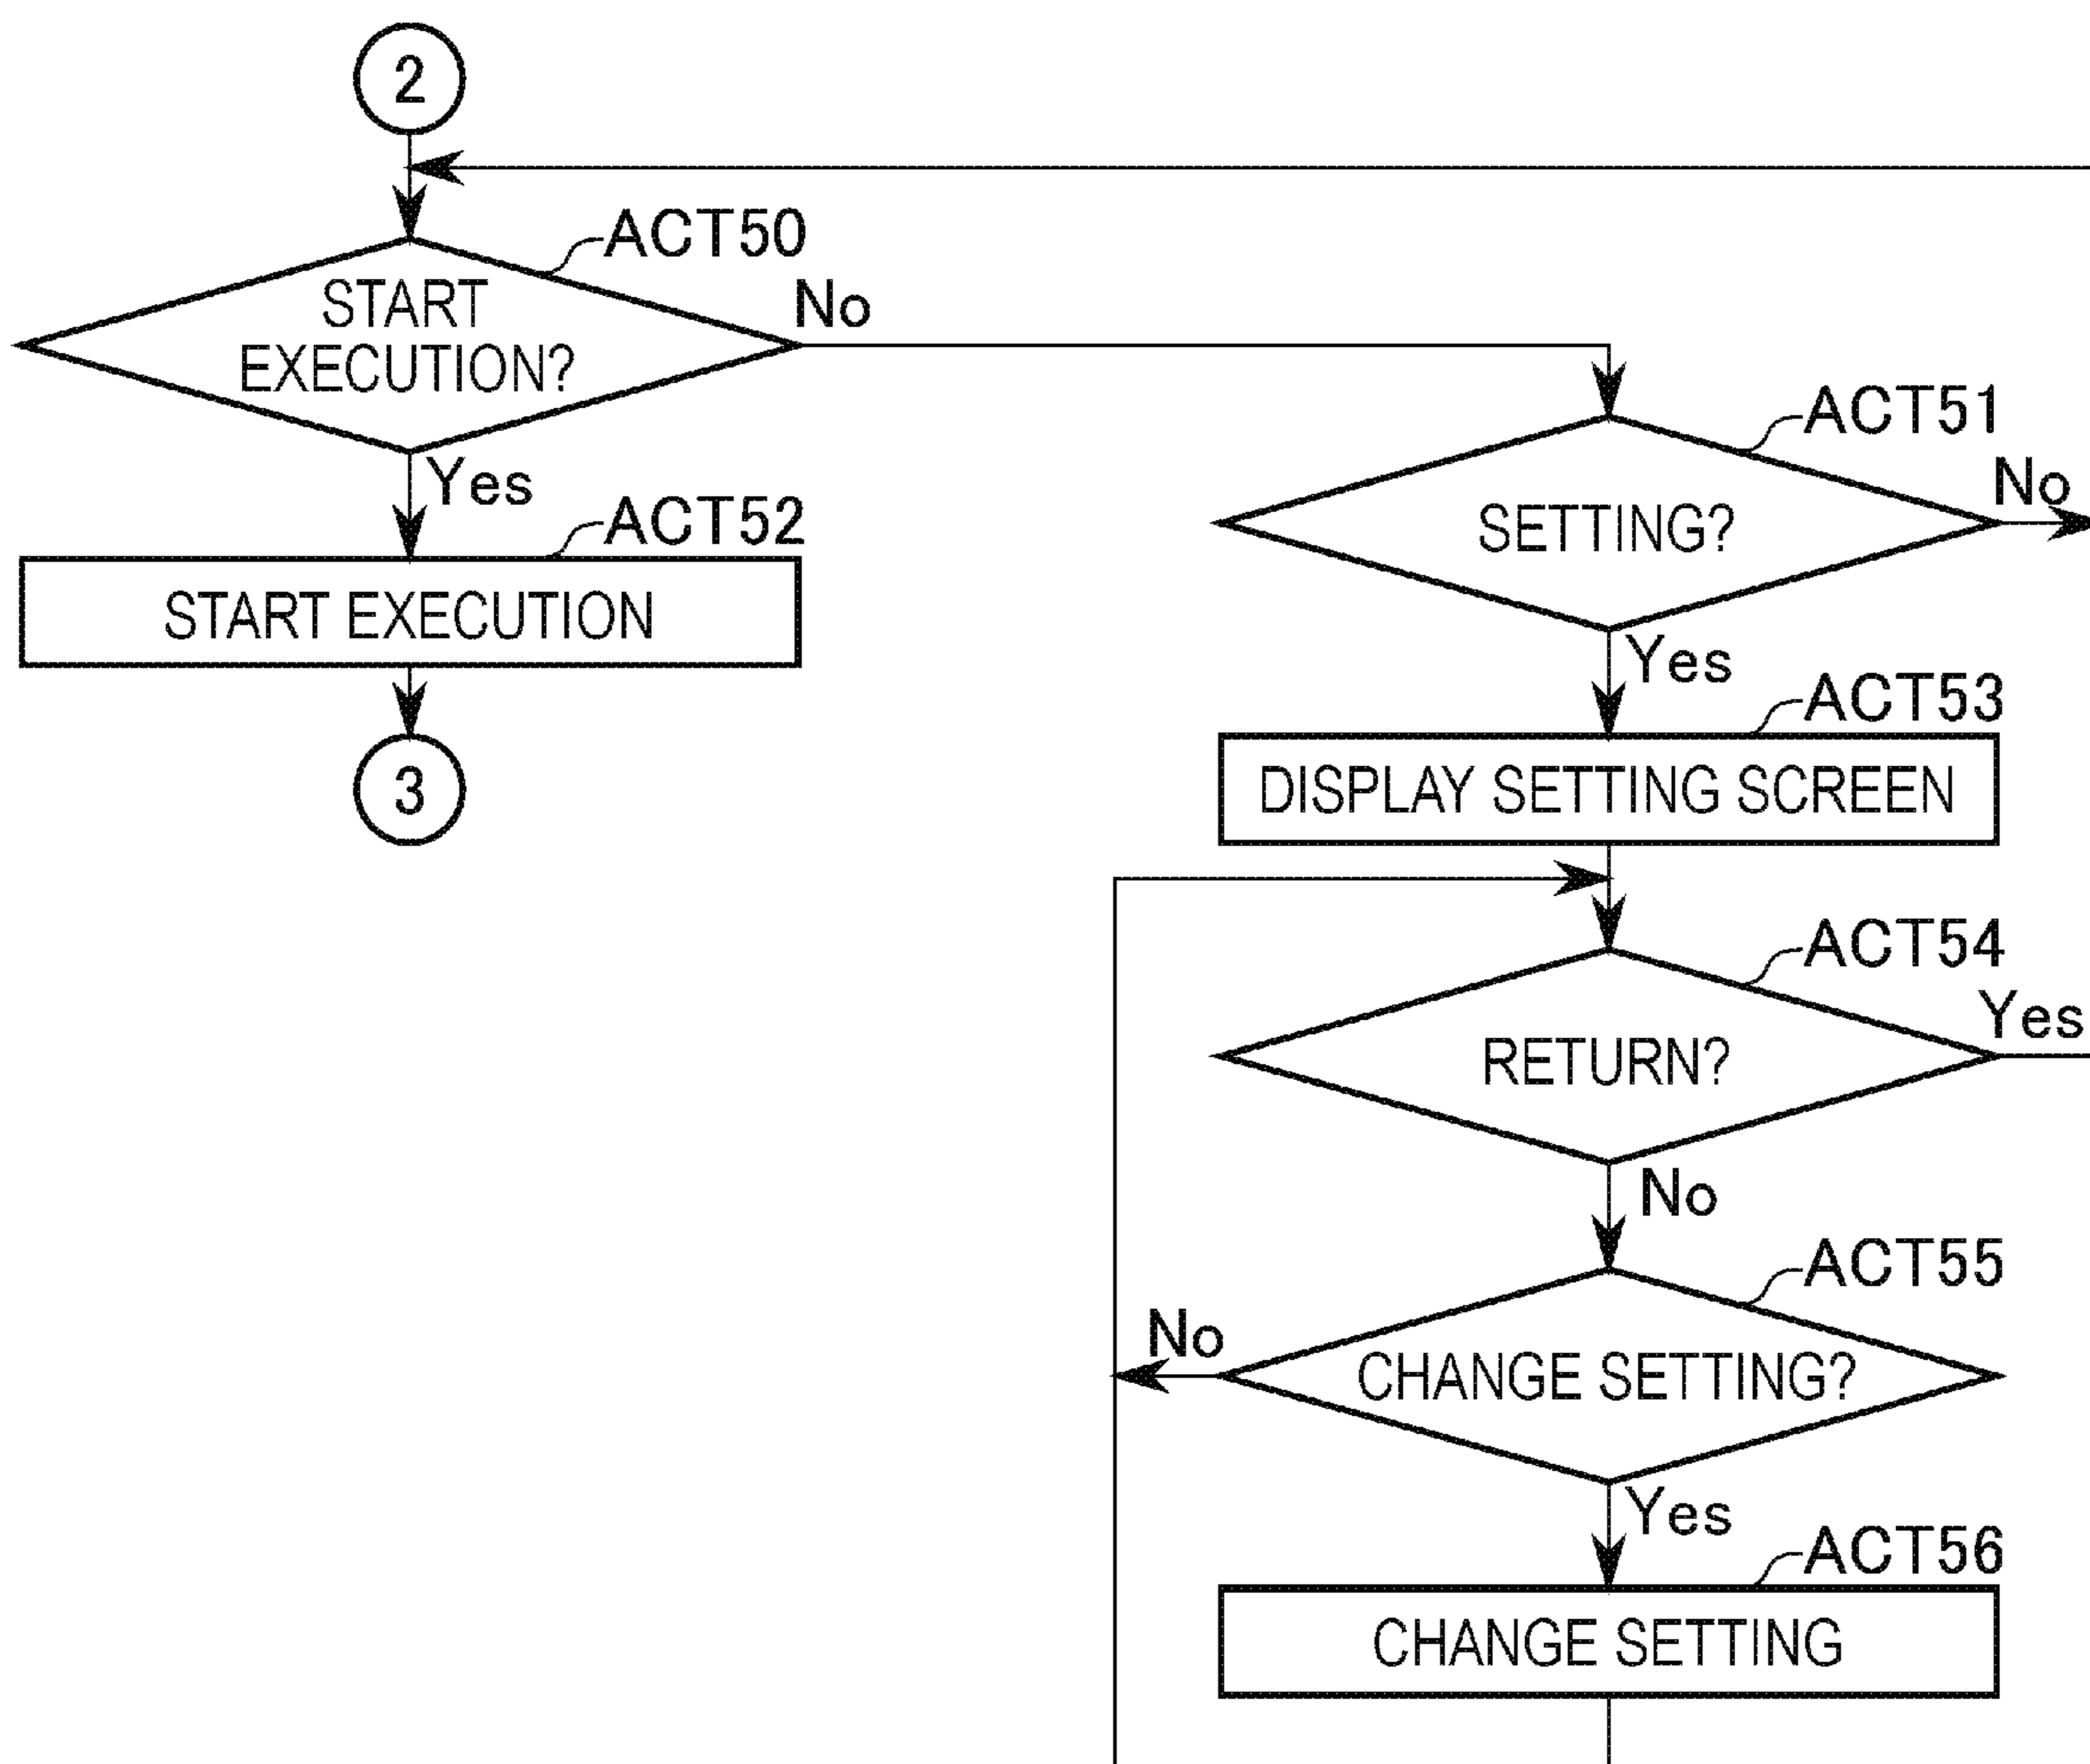 2
ACT50
START
EXECUTION?
No
Yes
ACT52
START EXECUTION
3
ACT51
SETTING?
No
Yes
ACT53
DISPLAY SETTING SCREEN
ACT54
RETURN?
Yes
No
ACT55
CHANGE SETTING?
No
Yes
ACT56
CHANGE SETTING